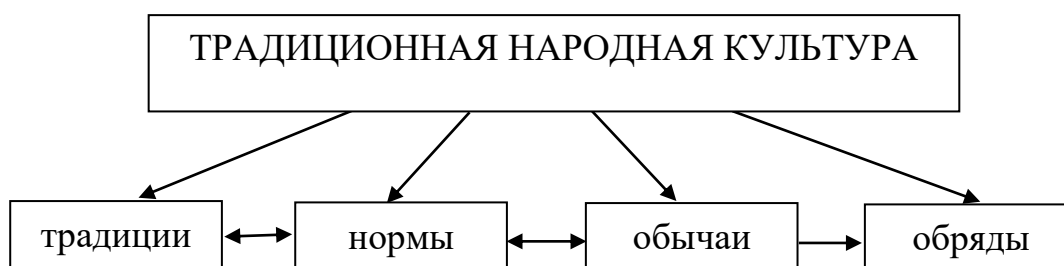 ТРАДИЦИОННАЯ НАРОДНАЯ КУЛЬТУРА
традиции
нормы
обычаи
обряды